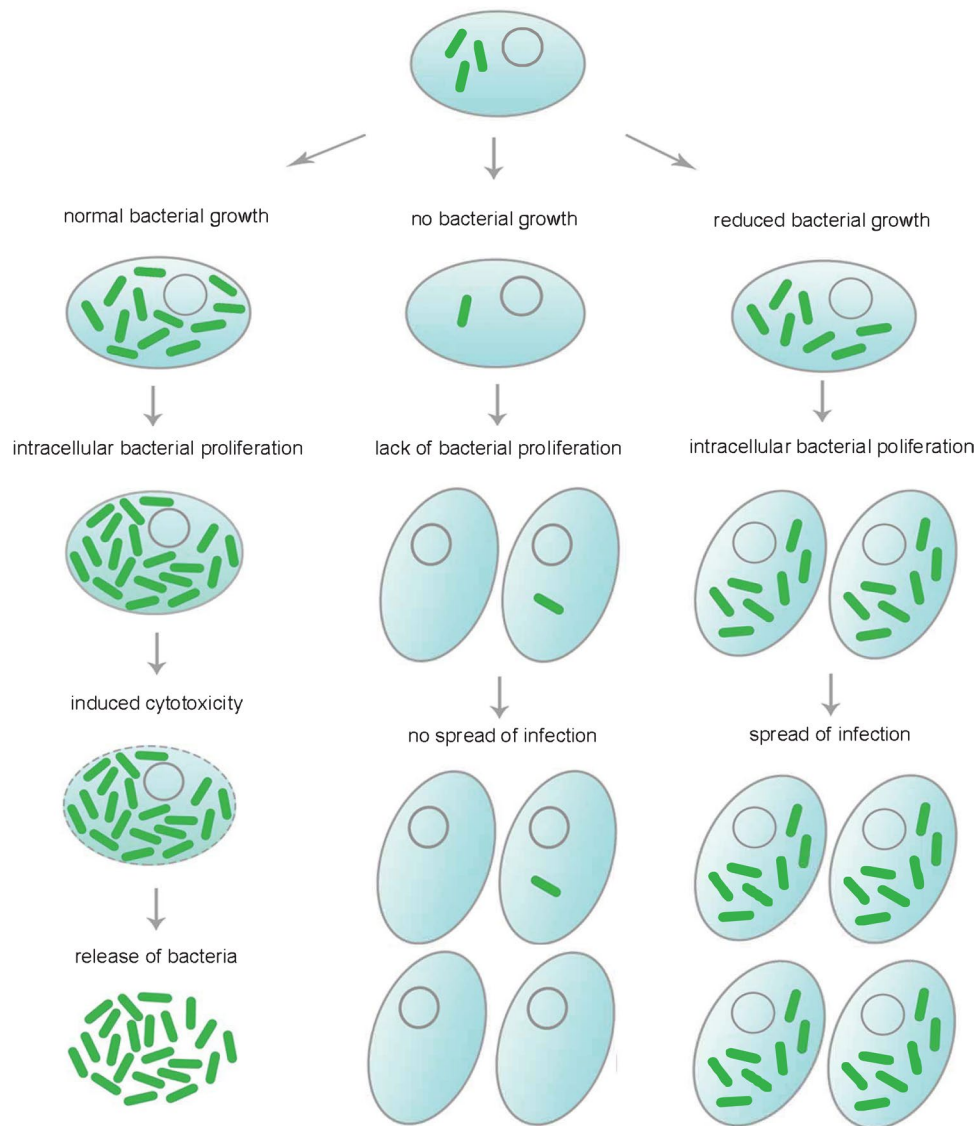 normal bacterial growth
no bacterial growth
reduced bacterial growth
intracellular bacterial proliferation
lack of bacterial proliferation
intracellular bacterial poliferation
induced cytotoxicity
no spread of infection
spread of infection
release of bacteria